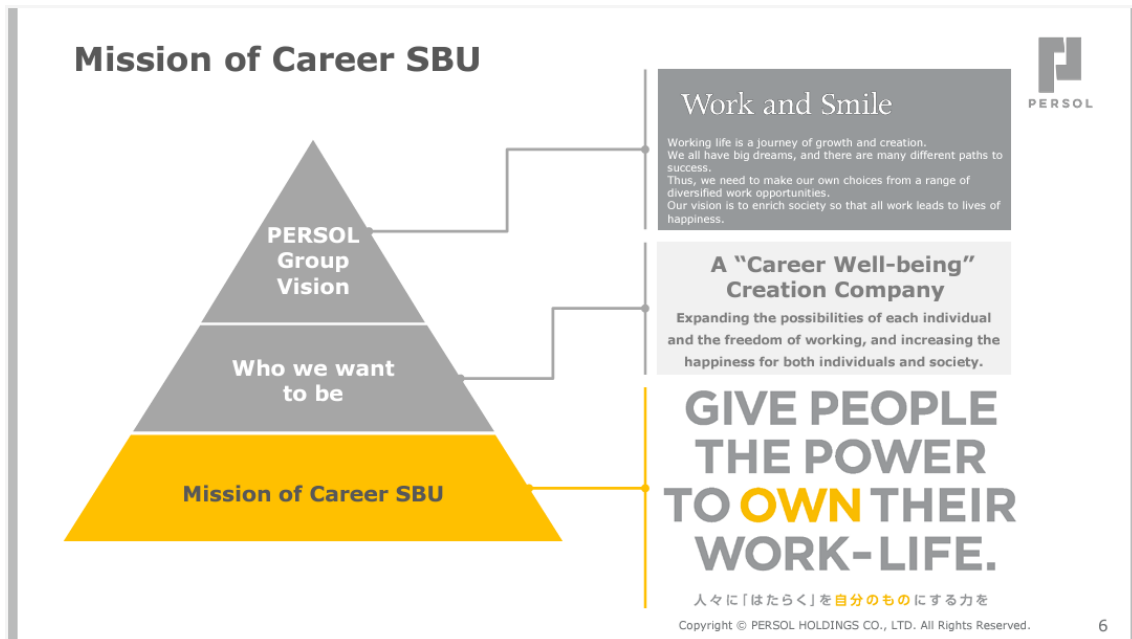 Mission of Career SBU
PERSOL
PERSOL
Group
Vision
Who we want
to be
Mission of Career SBU
Work and Smile
Working life is a journey of growth and creation.
We all have big dreams, and there are many different paths to
success.
Thus, we need to make our own choices from a range of
diversified work opportunities.
Our vision is to enrich society so that all work leads to lives of
happiness.
A “Career Well-being”
Creation Company
Expanding the possibilities of each individual
and the freedom of working, and increasing the
happiness for both individuals and society.
GIVE PEOPLE
THE POWER
TO OWN THEIR
WORK-LIFE.
人々に「はたらく」を自分のものにする力を
Copyright © PERSOL HOLDINGS CO., LTD. All Rights Reserved.
6